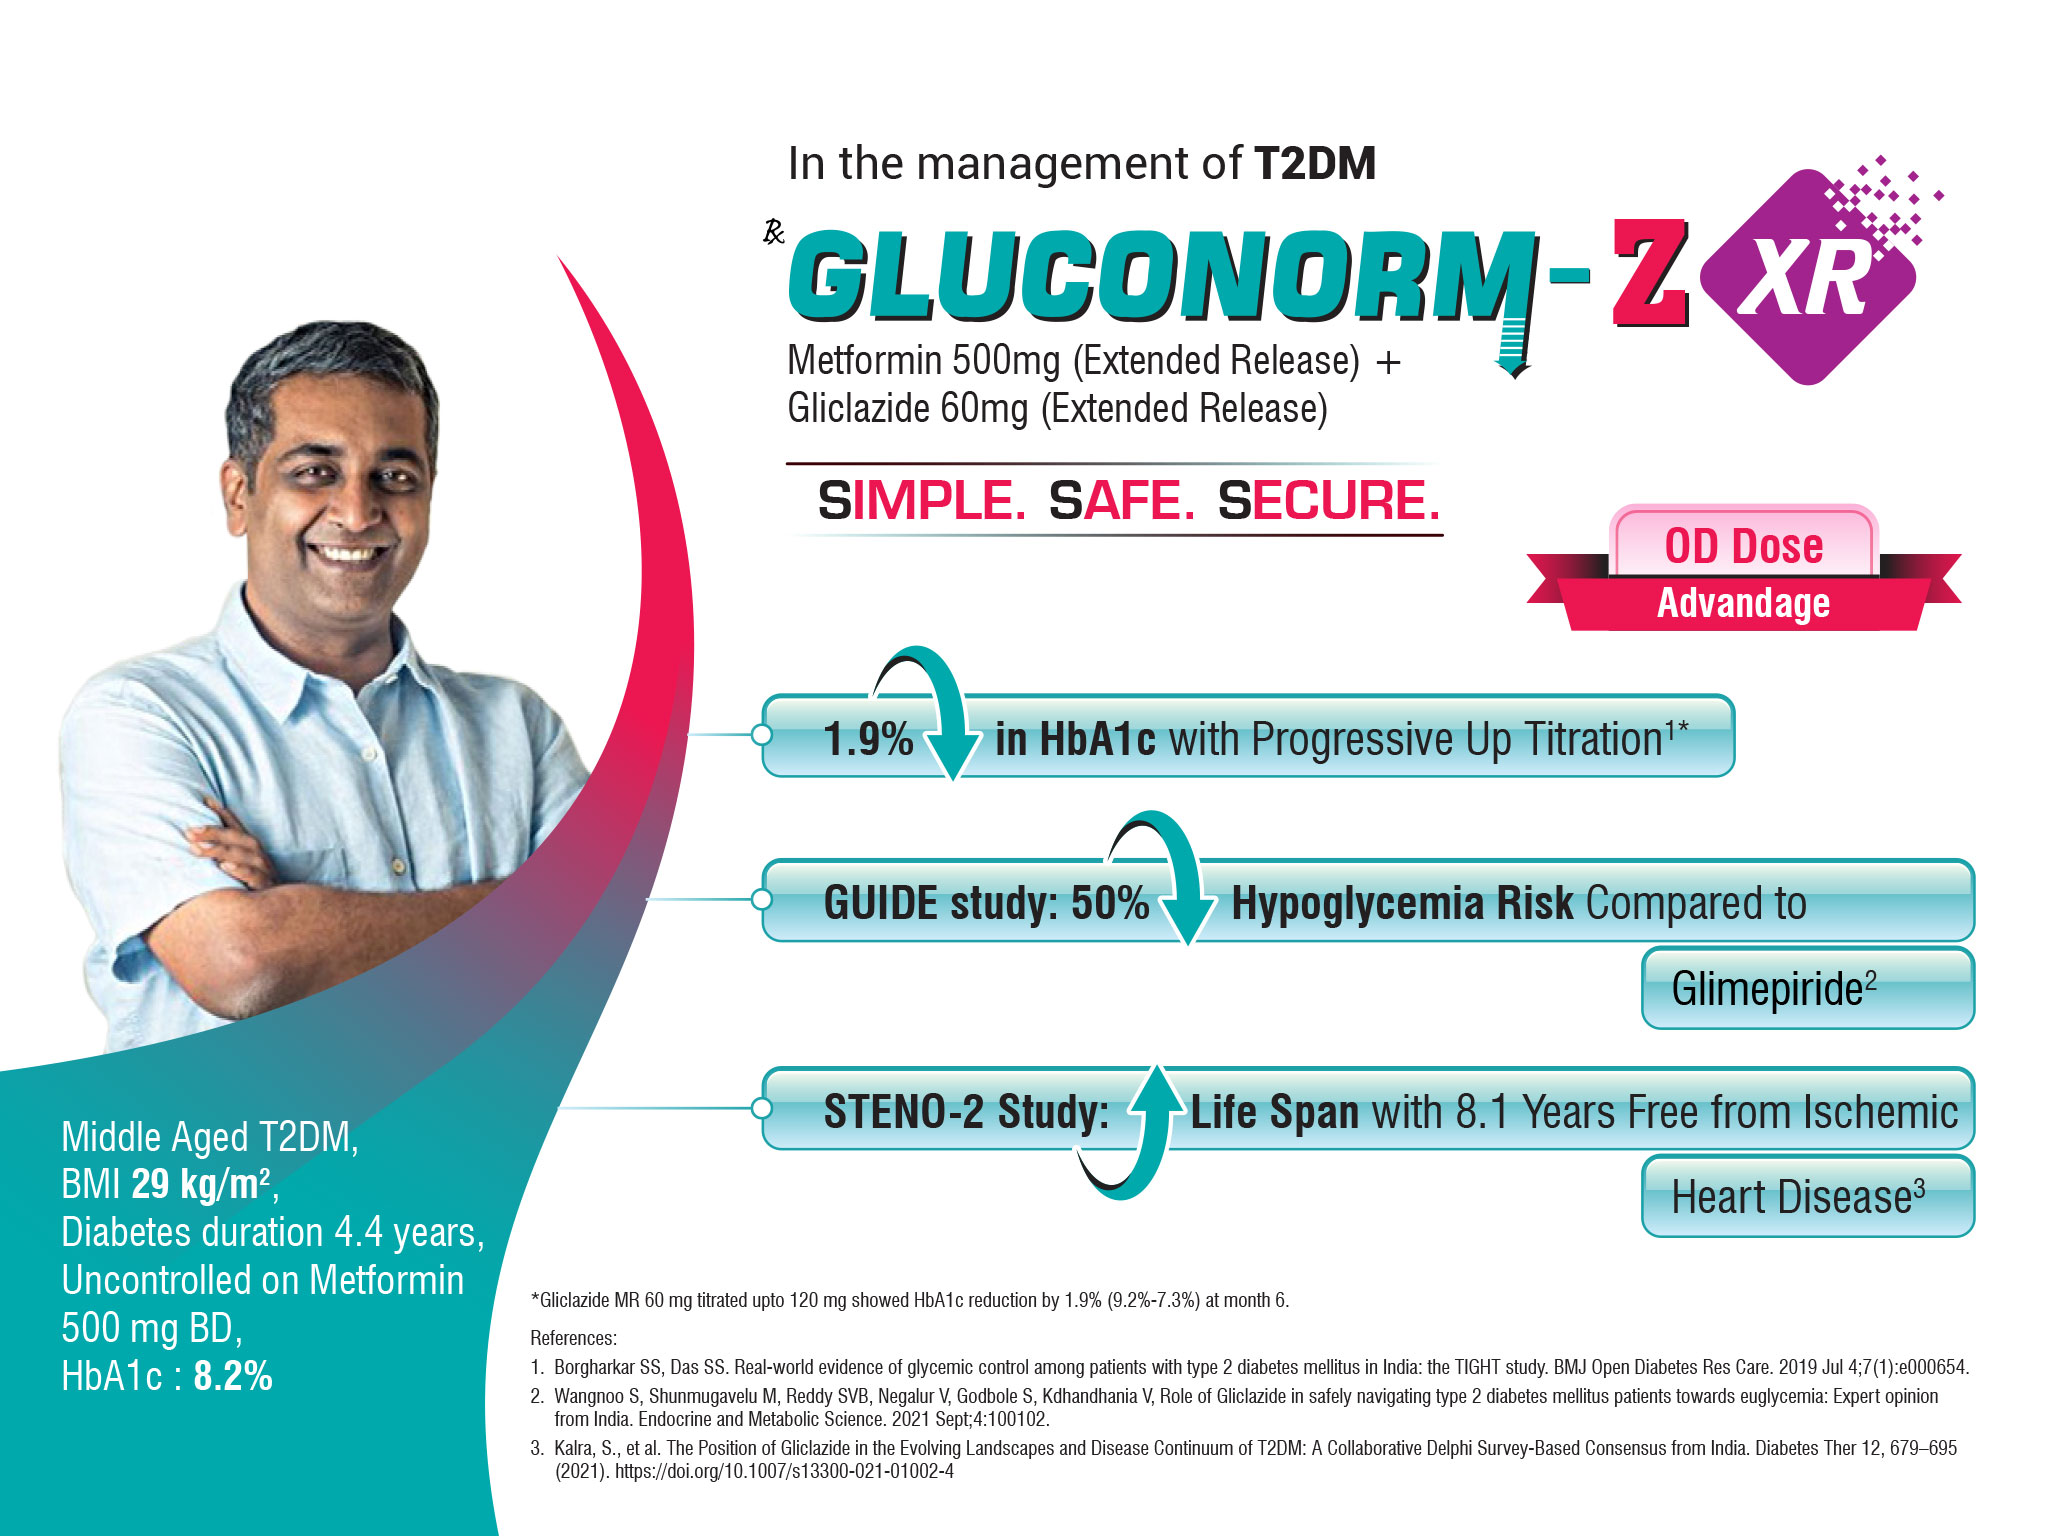 In the management of T2DM
Rx GLUCONORM-Z XR
Metformin 500mg (Extended Release) +
Gliclazide 60mg (Extended Release)
SIMPLE. SAFE. SECURE.
OD Dose
Advandage
1.9% in HbA1c with Progressive Up Titration¹*
GUIDE study: 50% Hypoglycemia Risk Compared to
Glimepiride²
STENO-2 Study: Life Span with 8.1 Years Free from Ischemic
Heart Disease³
Middle Aged T2DM,
BMI 29 kg/m²,
Diabetes duration 4.4 years,
Uncontrolled on Metformin
500 mg BD,
HbA1c : 8.2%
*Gliclazide MR 60 mg titrated upto 120 mg showed HbA1c reduction by 1.9% (9.2%-7.3%) at month 6.
References:
1. Borgharkar SS, Das SS. Real-world evidence of glycemic control among patients with type 2 diabetes mellitus in India: the TIGHT study. BMJ Open Diabetes Res Care. 2019 Jul 4;7(1):e000654.
2. Wangnoo S, Shunmugavelu M, Reddy SVB, Negalur V, Godbole S, Kdhandhania V, Role of Gliclazide in safely navigating type 2 diabetes mellitus patients towards euglycemia: Expert opinion
from India. Endocrine and Metabolic Science. 2021 Sept;4:100102.
3. Kalra, S., et al. The Position of Gliclazide in the Evolving Landscapes and Disease Continuum of T2DM: A Collaborative Delphi Survey-Based Consensus from India. Diabetes Ther 12, 679–695
(2021). https://doi.org/10.1007/s13300-021-01002-4